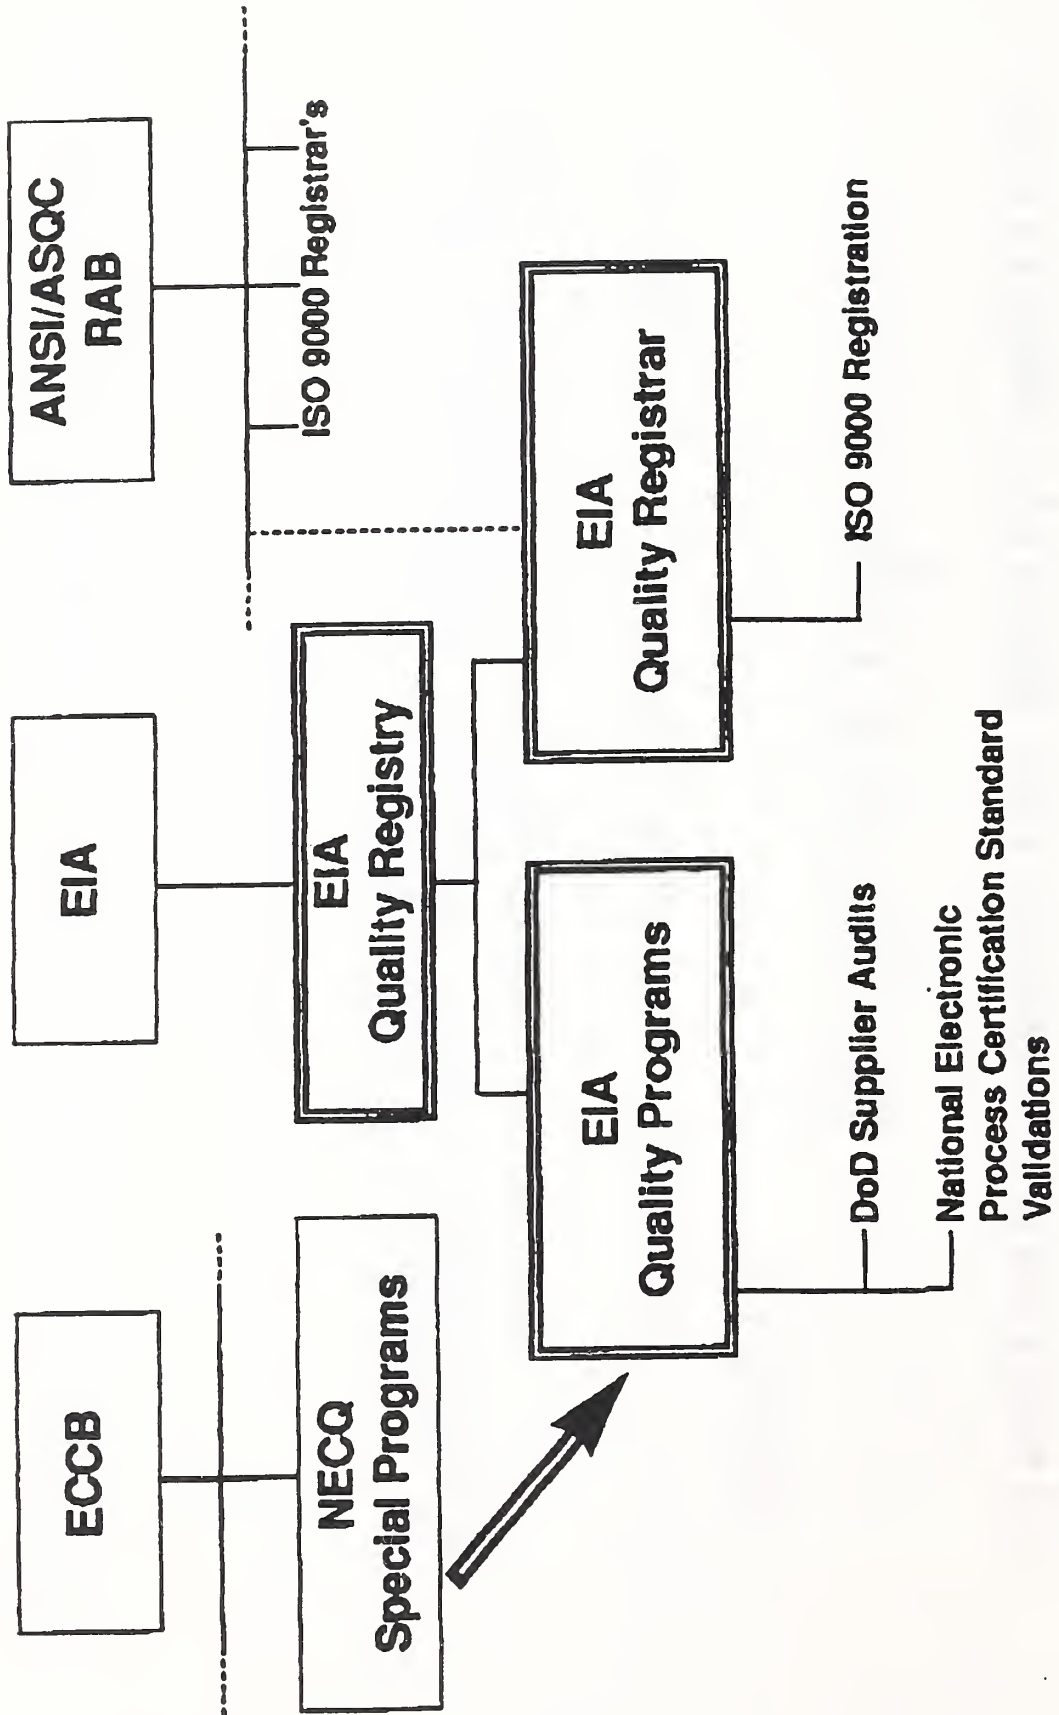 ECCB
EIA
ANSI/ASQC
RAB
NECQ
Special Programs
EIA
Quality Registry
ISO 9000 Registrar's
EIA
Quality Programs
EIA
Quality Registrar
DoD Supplier Audits
National Electronic
Process Certification Standard
Validations
ISO 9000 Registration